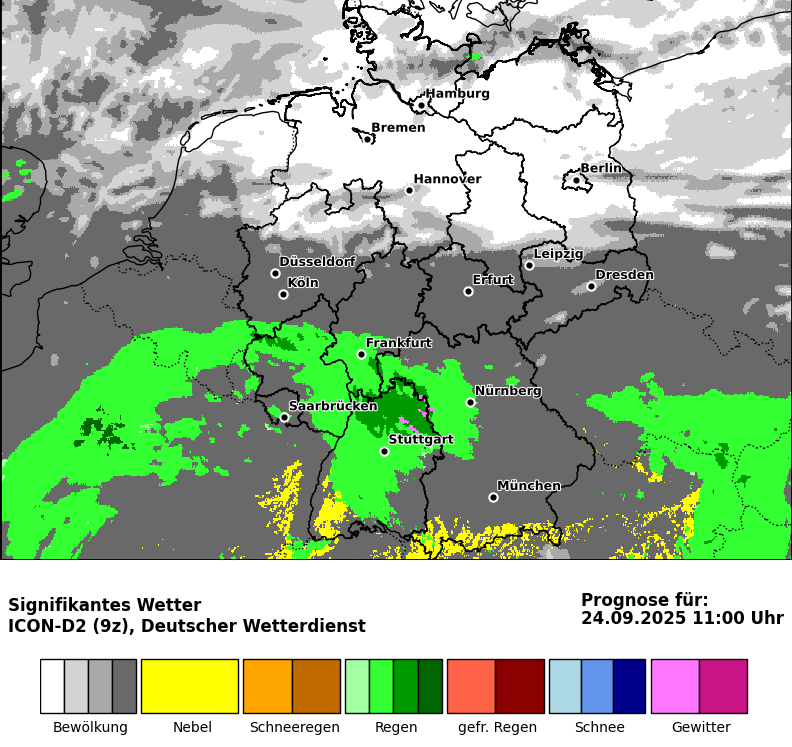 Hamburg
Bremen
Berlin
Hannover
Düsseldorf
Köln
Leipzig
Erfurt
Dresden
Frankfurt
Nürnberg
Saarbrücken
Stuttgart
München
Signifikantes Wetter
ICON-D2 (9z), Deutscher Wetterdienst
Prognose für:
24.09.2025 11:00 Uhr
Bewölkung
Nebel
Schneeregen
Regen
gefr. Regen
Schnee
Gewitter